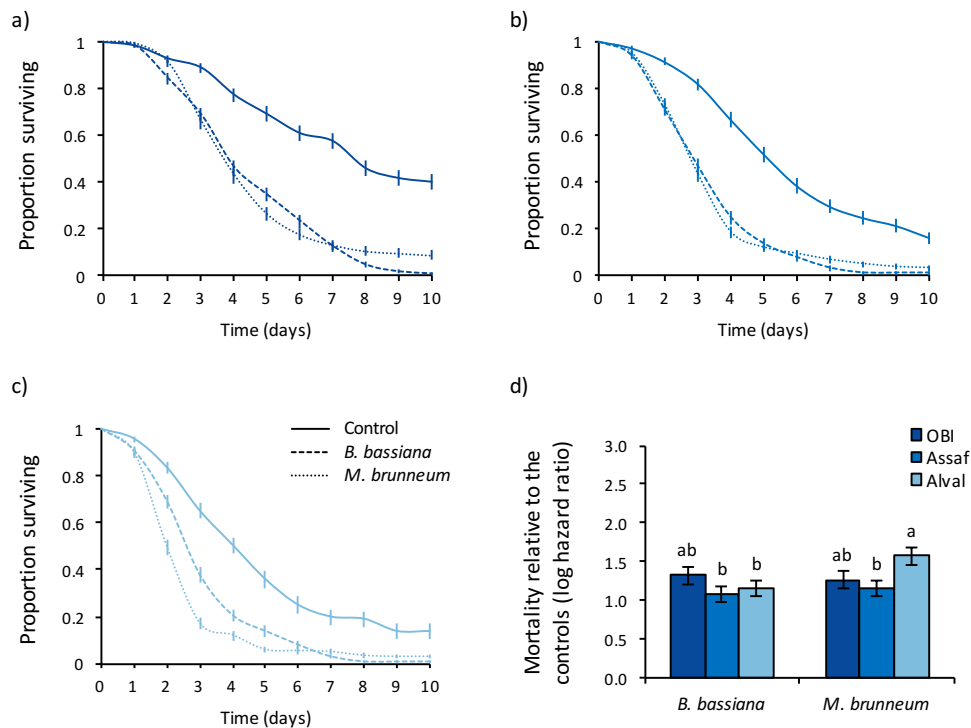 a)
Proportion surviving
1
0.8
0.6
0.4
0.2
0
0 1 2 3 4 5 6 7 8 9 10
Time (days)
b)
Proportion surviving
1
0.8
0.6
0.4
0.2
0
0 1 2 3 4 5 6 7 8 9 10
Time (days)
c)
Proportion surviving
1
0.8
0.6
0.4
0.2
0
0 1 2 3 4 5 6 7 8 9 10
Time (days)
Control
B. bassiana
M. brunneum
d)
Mortality relative to the
controls (log hazard ratio)
3.0
2.5
2.0
1.5
1.0
0.5
0.0
OBI
Assaf
Alval
ab b b ab b a
B. bassiana M. brunneum